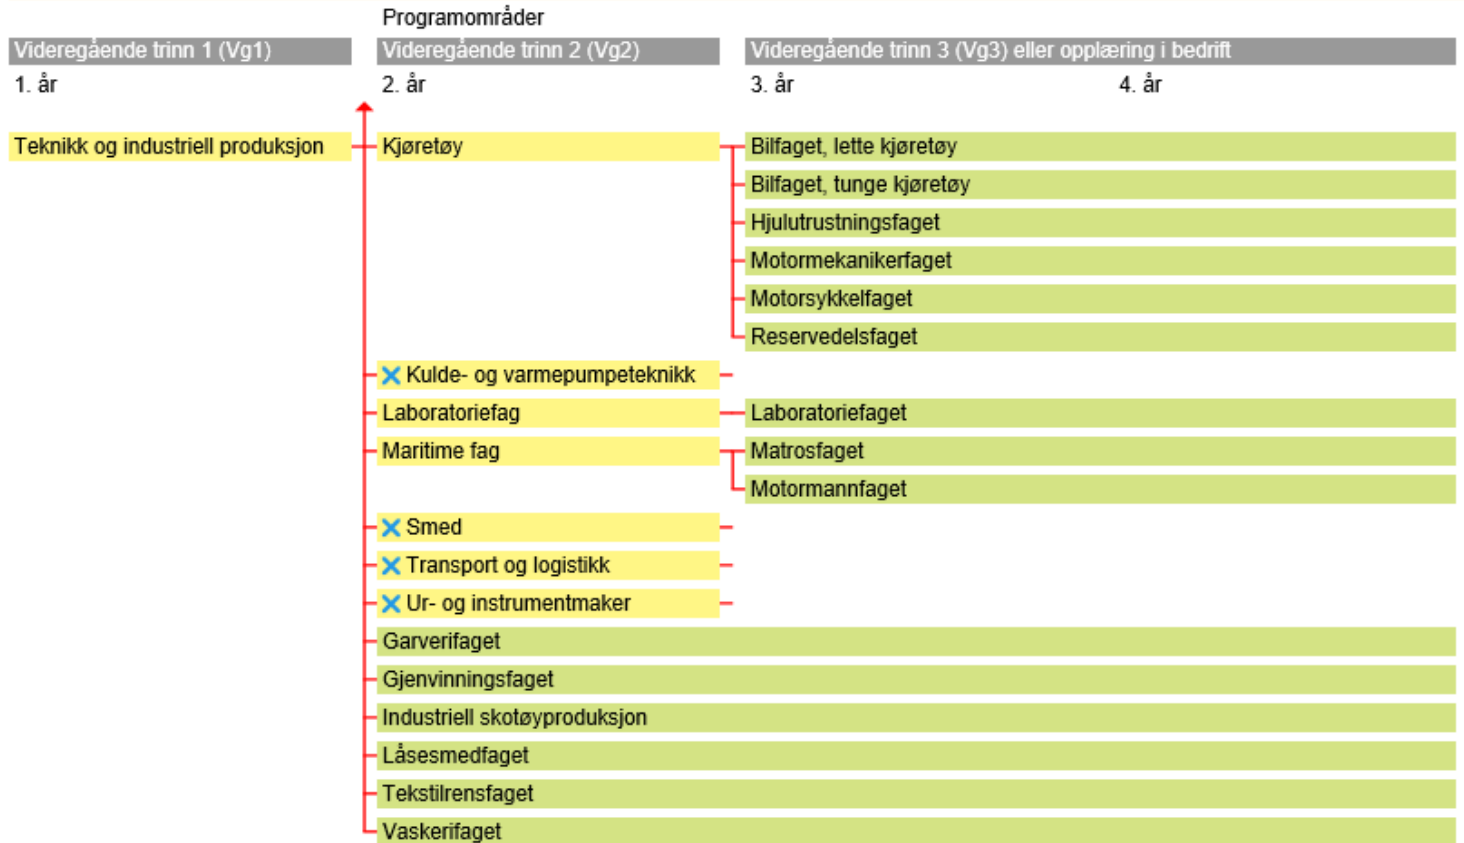 Programområder
Videregående trinn 1 (Vg1) Videregående trinn 2 (Vg2) Videregående trinn 3 (Vg3) eller opplæring i bedrift
1. år 2. år 3. år 4. år
Teknikk og industriell produksjon Kjøretøy Bilfaget, lette kjøretøy
Bilfaget, tunge kjøretøy
Hjulutrustningsfaget
Motormekanikerfaget
Motorsykkelfaget
Reservedelsfaget
Kulde- og varmepumpeteknikk
Laboratoriefag Laboratoriefaget
Maritime fag Matrosfaget
Motormannfaget
Smed
Transport og logistikk
Ur- og instrumentmaker
Garverifaget
Gjenvinningsfaget
Industriell skotøyproduksjon
Låsesmedfaget
Tekstilrensfaget
Vaskerifaget